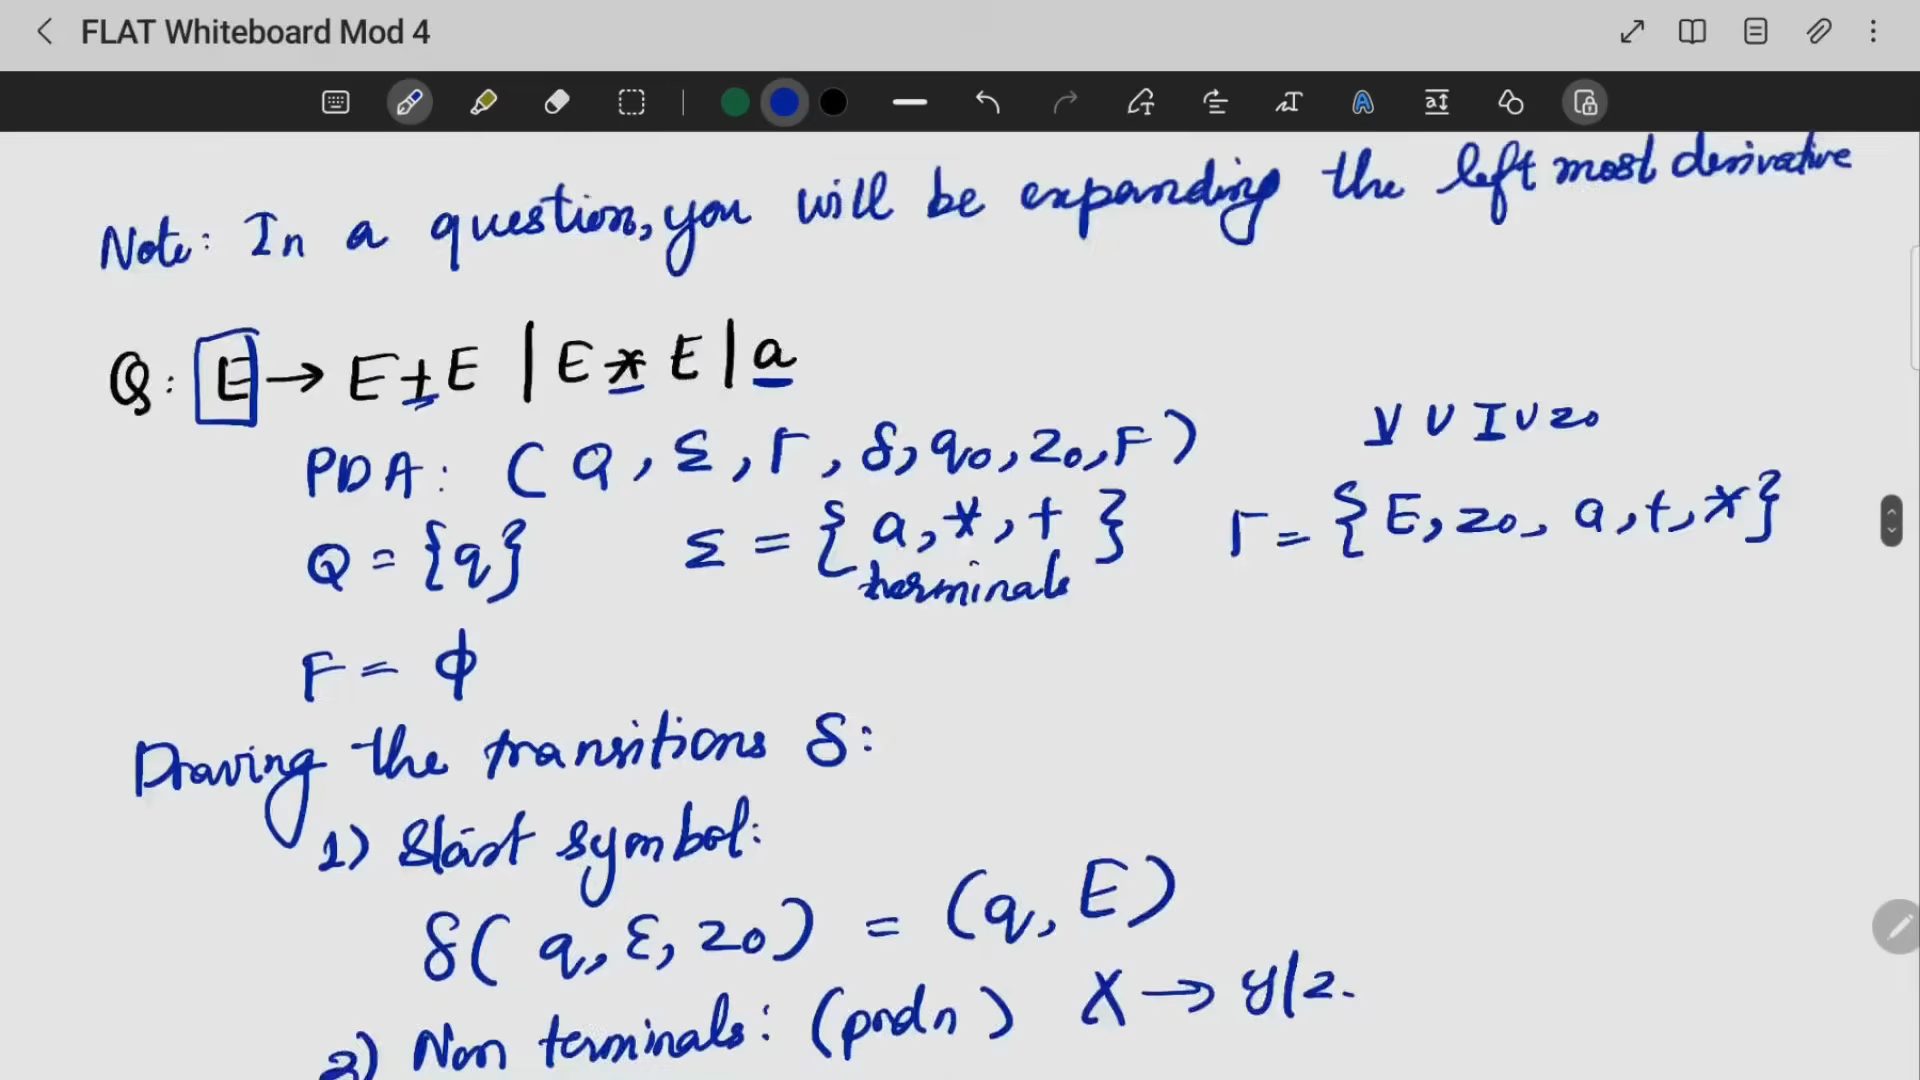 FLAT Whiteboard Mod 4
Note: In a question, you will be expanding the left most derivative
Q: E → E+E | E * E | a
PDA: ( Q, Σ, Γ, δ, q0, z0, F )
V ∪ I ∪ z0
Q = {q} Σ = { a, *, + } Γ = { E, z0, a, +, * }
terminals
F = ϕ
Drawing the transitions δ:
1) Start symbol:
δ( q, ε, z0 ) = (q, E)
2) Non terminals: (prodn) X → y/z.